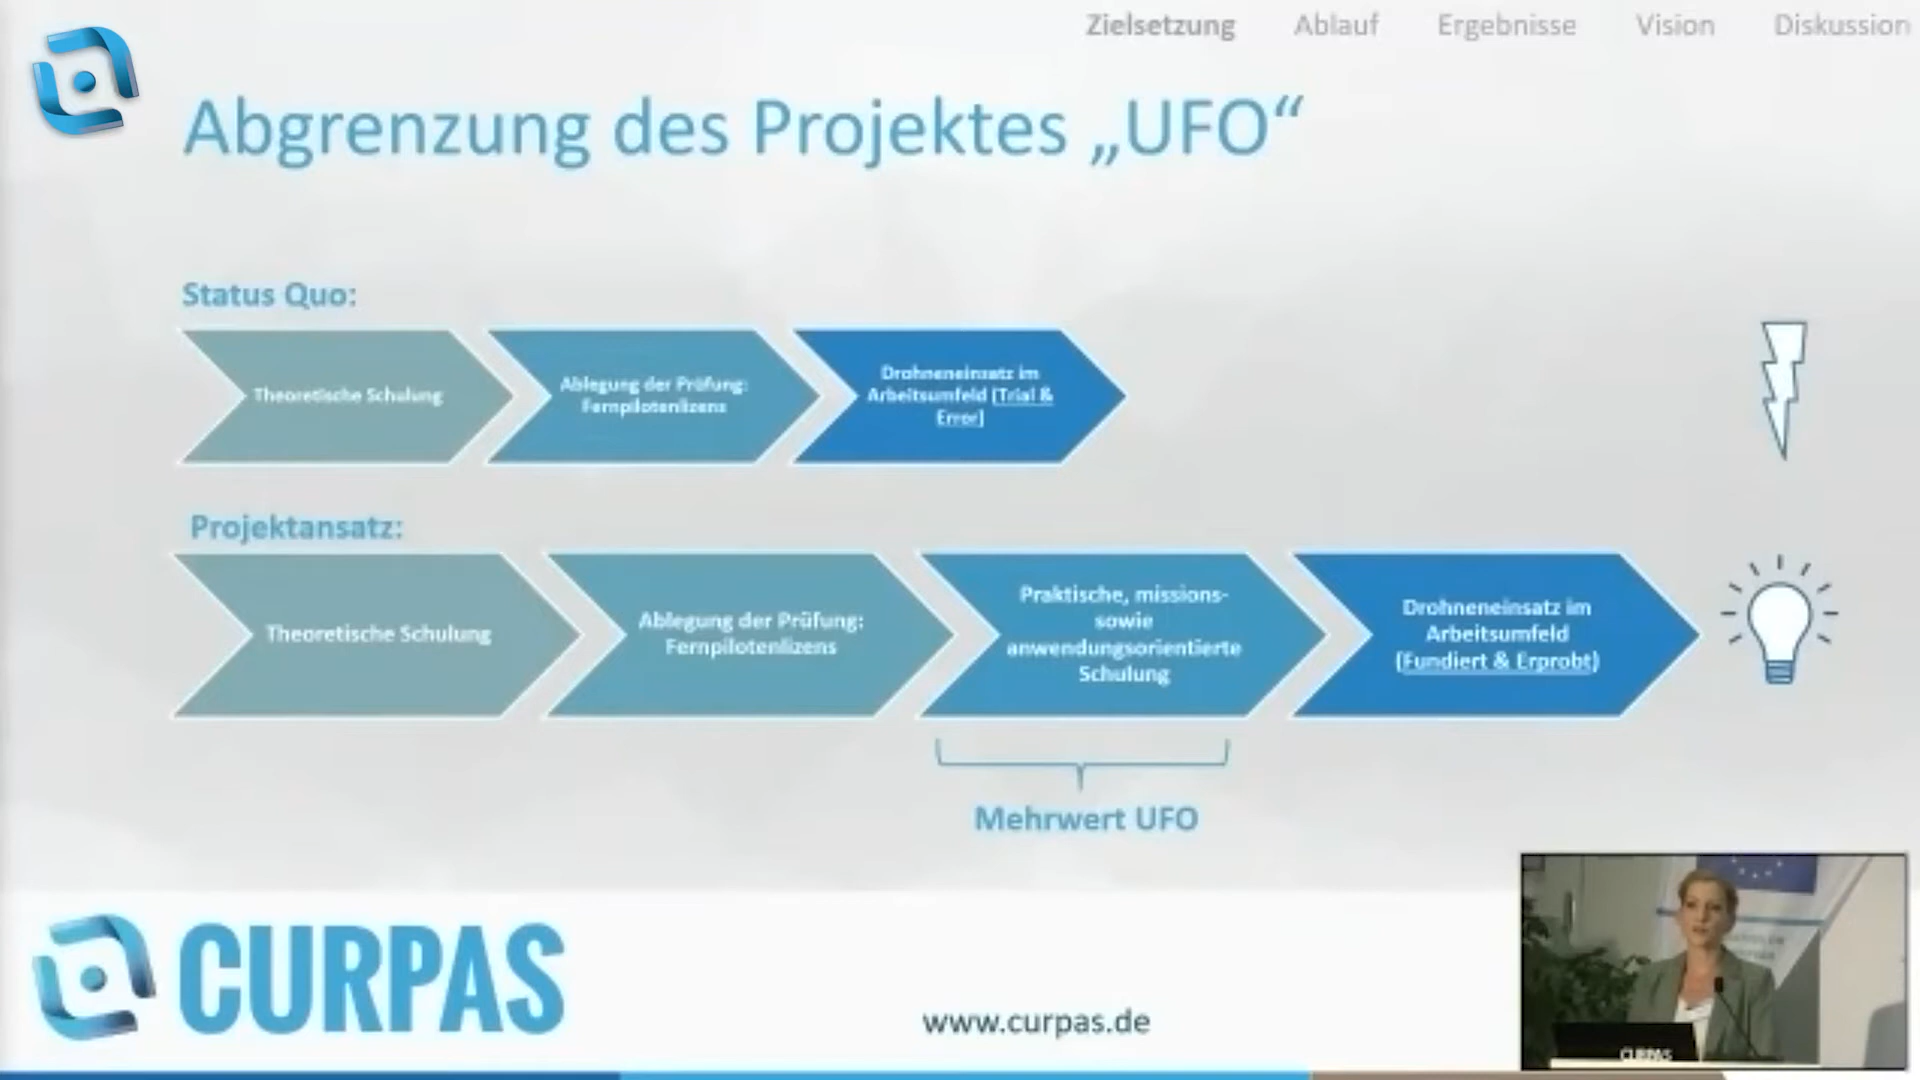 Zielsetzung Ablauf Ergebnisse Vision Diskussion
Abgrenzung des Projektes „UFO“
Status Quo:
Theoretische Schulung
Ablegung der Prüfung:
Fernpilotenlizens
Drohneneinsatz im
Arbeitsumfeld (Trial &
Error)
Projektansatz:
Theoretische Schulung
Ablegung der Prüfung:
Fernpilotenlizens
Praktische, missions-
sowie
anwendungsorientierte
Schulung
Drohneneinsatz im
Arbeitsumfeld
(Fundiert & Erprobt)
Mehrwert UFO
CURPAS
www.curpas.de
CURPAS